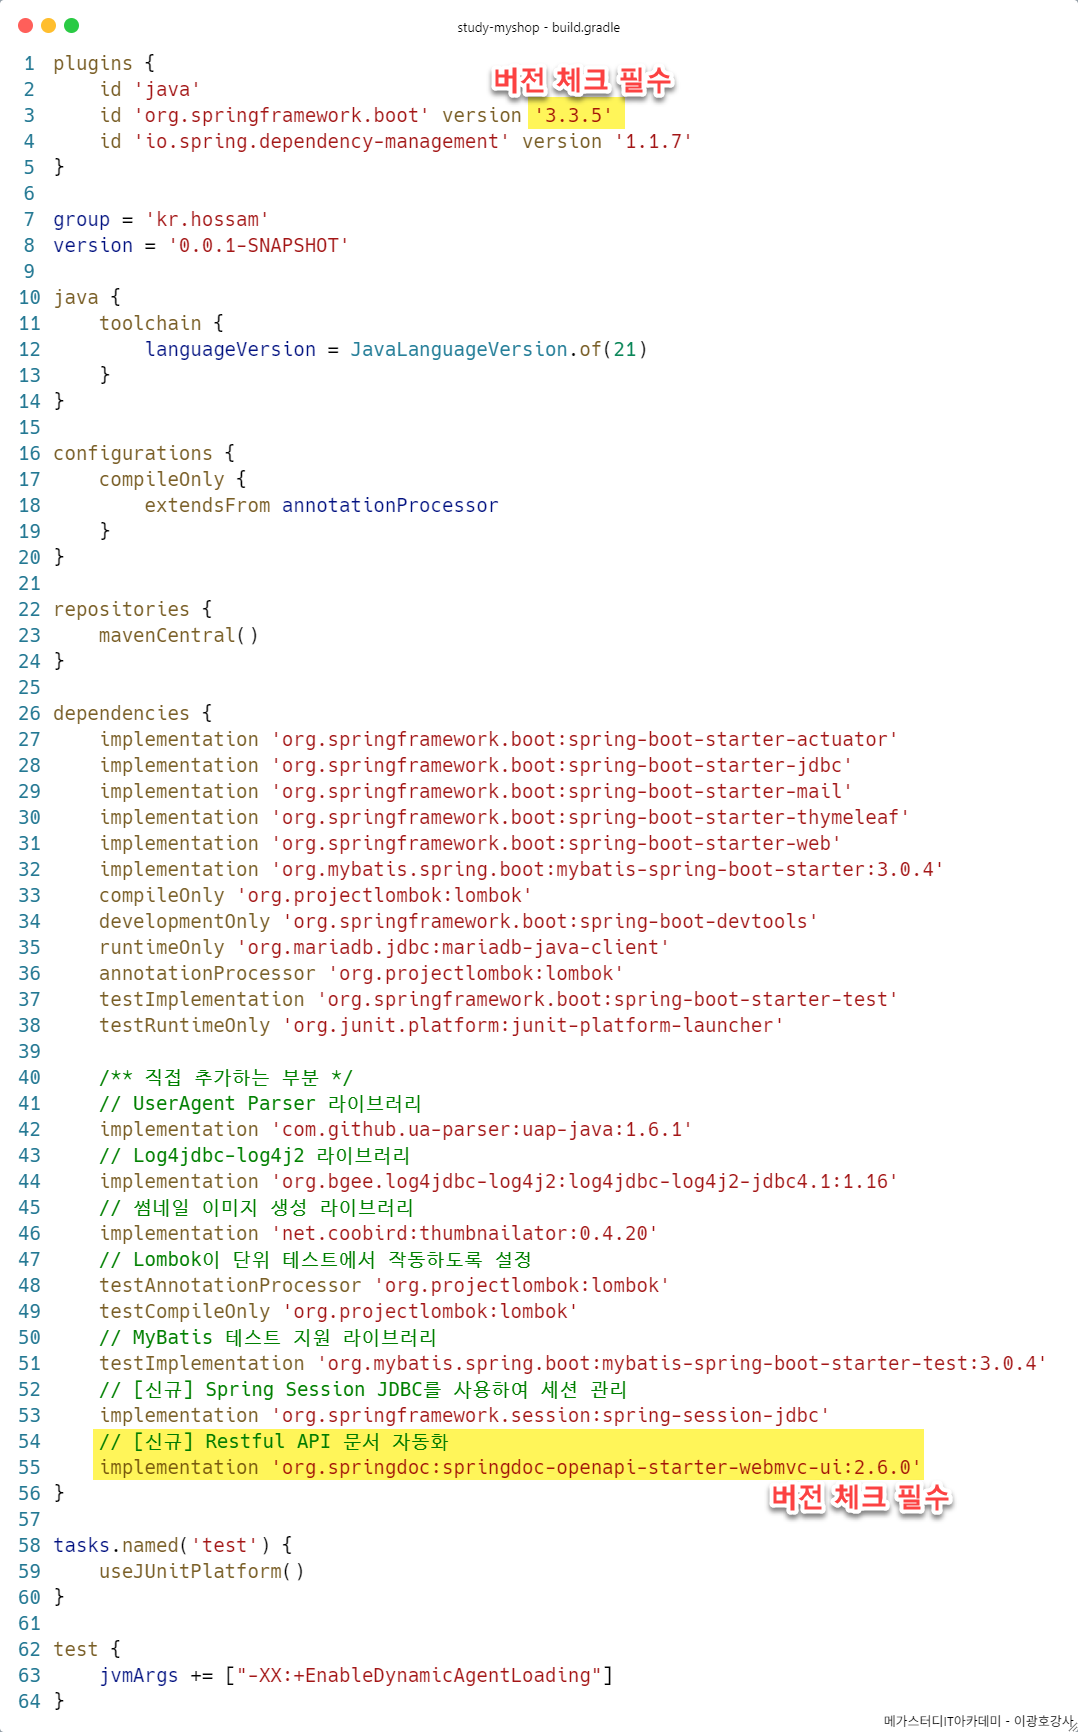 study-myshop - build.gradle
버전 체크 필수
1 plugins {
2     id 'java'
3     id 'org.springframework.boot' version '3.3.5'
4     id 'io.spring.dependency-management' version '1.1.7'
5 }
6
7 group = 'kr.hossam'
8 version = '0.0.1-SNAPSHOT'
9
10 java {
11     toolchain {
12         languageVersion = JavaLanguageVersion.of(21)
13     }
14 }
15
16 configurations {
17     compileOnly {
18         extendsFrom annotationProcessor
19     }
20 }
21
22 repositories {
23     mavenCentral()
24 }
25
26 dependencies {
27     implementation 'org.springframework.boot:spring-boot-starter-actuator'
28     implementation 'org.springframework.boot:spring-boot-starter-jdbc'
29     implementation 'org.springframework.boot:spring-boot-starter-mail'
30     implementation 'org.springframework.boot:spring-boot-starter-thymeleaf'
31     implementation 'org.springframework.boot:spring-boot-starter-web'
32     implementation 'org.mybatis.spring.boot:mybatis-spring-boot-starter:3.0.4'
33     compileOnly 'org.projectlombok:lombok'
34     developmentOnly 'org.springframework.boot:spring-boot-devtools'
35     runtimeOnly 'org.mariadb.jdbc:mariadb-java-client'
36     annotationProcessor 'org.projectlombok:lombok'
37     testImplementation 'org.springframework.boot:spring-boot-starter-test'
38     testRuntimeOnly 'org.junit.platform:junit-platform-launcher'
39
40     /** 직접 추가하는 부분 */
41     // UserAgent Parser 라이브러리
42     implementation 'com.github.ua-parser:uap-java:1.6.1'
43     // Log4jdbc-log4j2 라이브러리
44     implementation 'org.bgee.log4jdbc-log4j2:log4jdbc-log4j2-jdbc4.1:1.16'
45     // 썸네일 이미지 생성 라이브러리
46     implementation 'net.coobird:thumbnailator:0.4.20'
47     // Lombok이 단위 테스트에서 작동하도록 설정
48     testAnnotationProcessor 'org.projectlombok:lombok'
49     testCompileOnly 'org.projectlombok:lombok'
50     // MyBatis 테스트 지원 라이브러리
51     testImplementation 'org.mybatis.spring.boot:mybatis-spring-boot-starter-test:3.0.4'
52     // [신규] Spring Session JDBC를 사용하여 세션 관리
53     implementation 'org.springframework.session:spring-session-jdbc'
54     // [신규] Restful API 문서 자동화
55     implementation 'org.springdoc:springdoc-openapi-starter-webmvc-ui:2.6.0'
56 }
버전 체크 필수
57
58 tasks.named('test') {
59     useJUnitPlatform()
60 }
61
62 test {
63     jvmArgs += ["-XX:+EnableDynamicAgentLoading"]
64 }
메가스터디IT아카데미 - 이광호강사